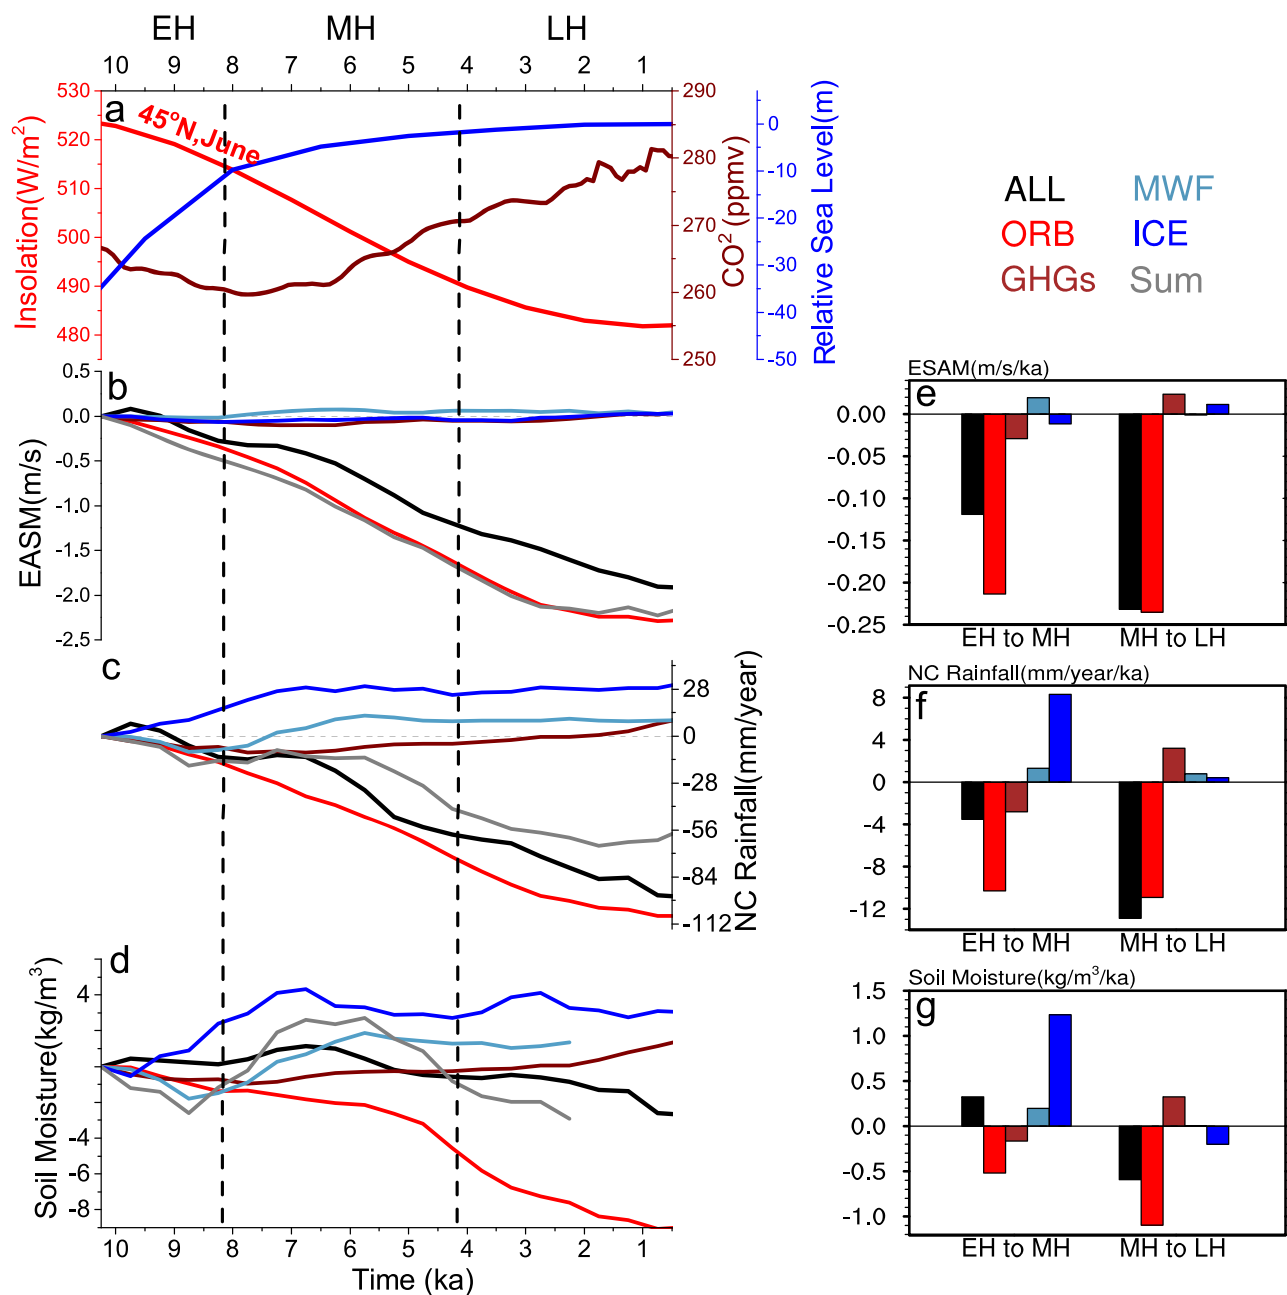 EH MH LH
10 9 8 7 6 5 4 3 2 1
a
45°N,June
Insolation(W/m²)
530
520
510
500
490
480
CO² (ppmv)
290
280
270
260
250
Relative Sea Level(m)
0
-10
-20
-30
-40
-50
ALL MWF
ORB ICE
GHGs Sum
b
EASM(m/s)
0.5
0.0
-0.5
-1.0
-1.5
-2.0
-2.5
c
NC Rainfall(mm/year)
28
0
-28
-56
-84
-112
d
Soil Moisture(kg/m³)
4
-4
-6
-8
10 9 8 7 6 5 4 3 2 1
Time (ka)
ESAM(m/s/ka)
e
0.00
-0.05
-0.10
-0.15
-0.20
-0.25
EH to MH MH to LH
NC Rainfall(mm/year/ka)
f
8
4
0
-4
-8
-12
EH to MH MH to LH
Soil Moisture(kg/m³/ka)
g
1.5
1.0
0.5
0.0
-0.5
-1.0
EH to MH MH to LH